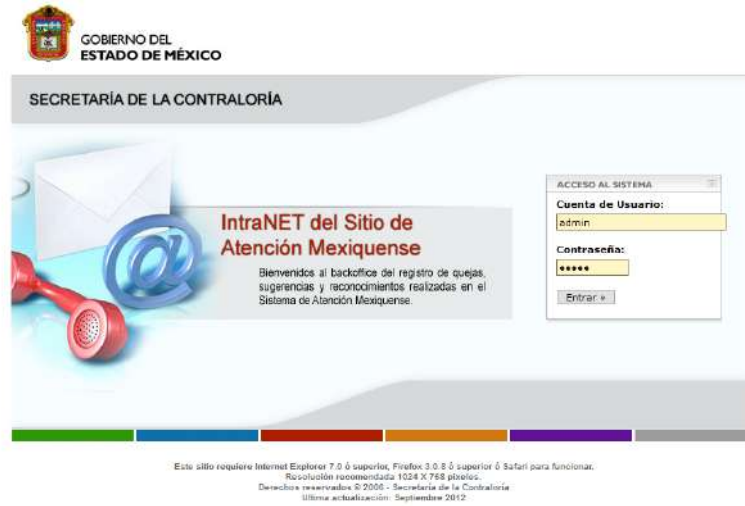 GOBIERNO DEL
ESTADO DE MÉXICO
SECRETARÍA DE LA CONTRALORÍA
IntraNET del Sitio de
Atención Mexiquense
Bienvenidos al backoffice del registro de quejas,
sugerencias y reconocimientos realizadas en el
Sistema de Atención Mexiquense.
ACCESO AL SISTEMA
Cuenta de Usuario:
admin
Contraseña:
•••••
Entrar »
Este sitio requiere Internet Explorer 7.0 ó superior, Firefox 3.0.8 ó superior ó Safari para funcionar.
Resolución recomendada 1024 X 768 pixeles.
Derechos reservados © 2006 - Secretaría de la Contraloría
Ultima actualización: Septiembre 2012